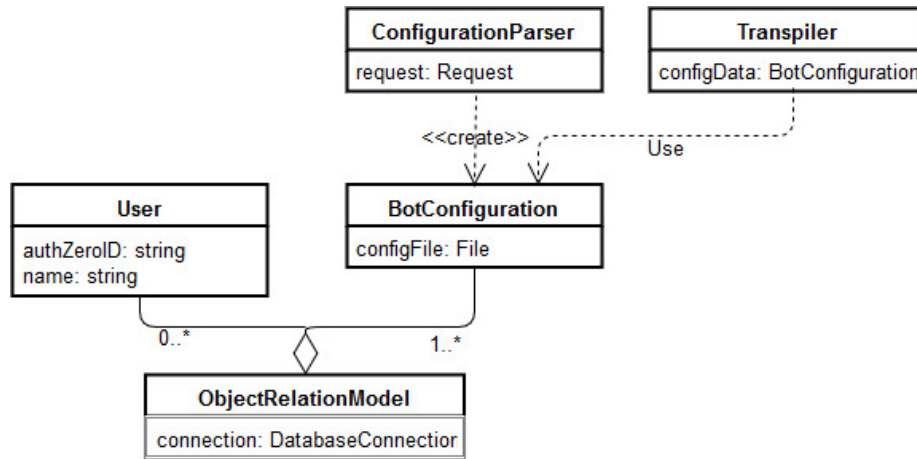 ConfigurationParser
request: Request
Transpiler
configData: BotConfiguration
<<create>>
Use
User
authZeroID: string
name: string
BotConfiguration
configFile: File
0..*
1..*
ObjectRelationModel
connection: DatabaseConnection